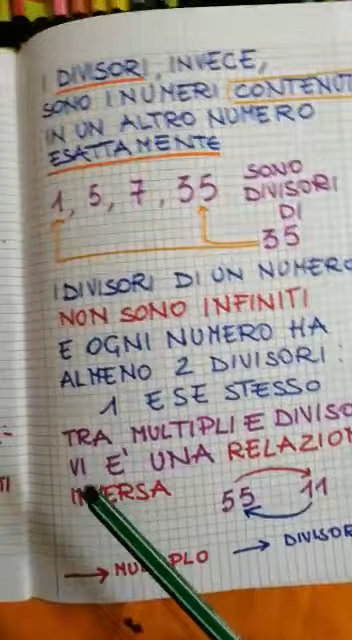 I DIVISORI, INVECE,
SONO I NUMERI CONTENUT
IN UN ALTRO NUMERO
ESATTAMENTE
1, 5, 7, 35 SONO
DIVISORI
DI
35
I DIVISORI DI UN NUMERO
NON SONO INFINITI
E OGNI NUMERO HA
ALMENO 2 DIVISORI:
1 E SE STESSO
TRA MULTIPLI E DIVISO
VI E' UNA RELAZION
INVERSA
55 11
→ MULTIPLO → DIVISOR
TI